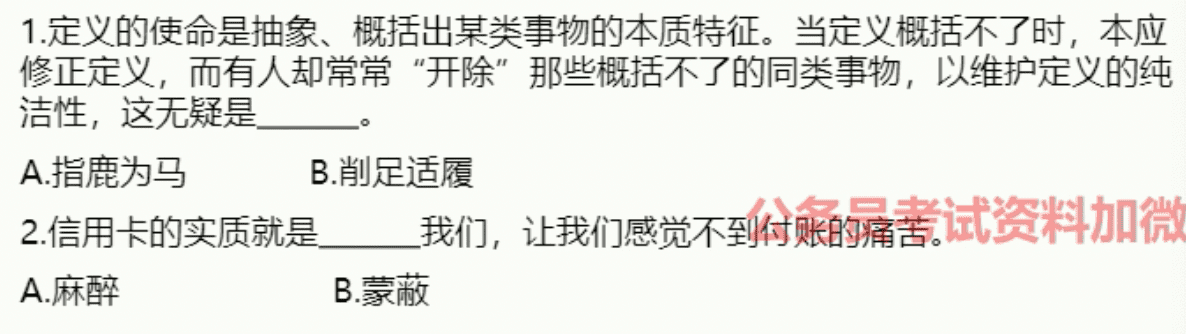 1.定义的使命是抽象、概括出某类事物的本质特征。当定义概括不了时，本应
修正定义，而有人却常常“开除”那些概括不了的同类事物，以维护定义的纯
洁性，这无疑是______。
A.指鹿为马 B.削足适履
公务员考试资料加微
2.信用卡的实质就是______我们，让我们感觉不到付账的痛苦。
A.麻醉 B.蒙蔽